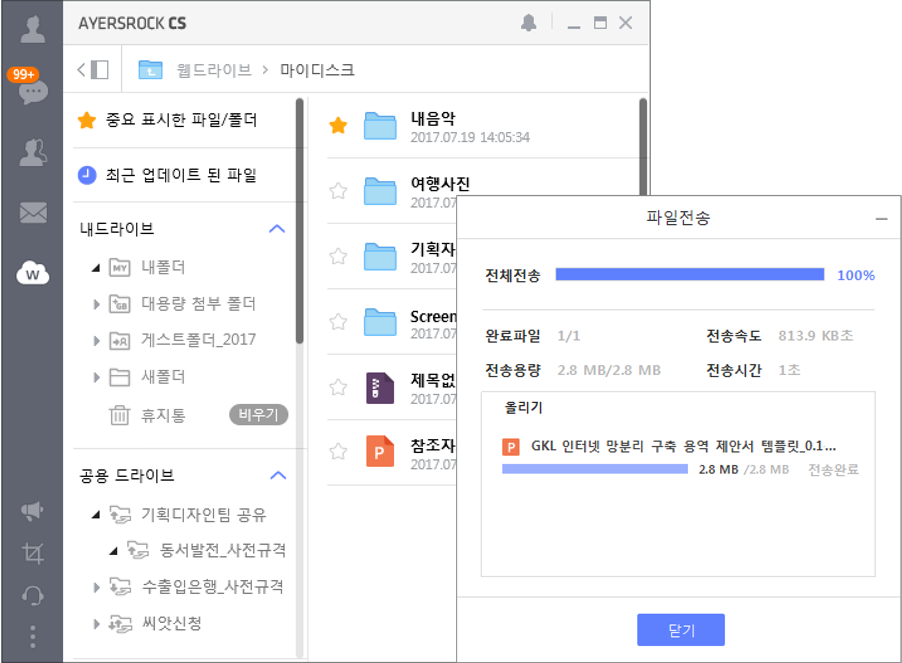 AYERSROCK CS
99+
웹드라이브 > 마이디스크
W
중요 표시한 파일/폴더
최근 업데이트 된 파일
내드라이브
MY 내폴더
GB 대용량 첨부 폴더
게스트폴더_2017
새폴더
휴지통 비우기
공용 드라이브
기획디자인팀 공유
동서발전_사전규격
수출입은행_사전규격
씨앗신청
내음악
2017.07.19 14:05:34
여행사진
2017.07
기획자
2017.07
Screen
2017.07
제목없
2017.07
P 참조자
2017.07
파일전송
전체전송 100%
완료파일 1/1 전송속도 813.9 KB초
전송용량 2.8 MB/2.8 MB 전송시간 1초
올리기
P GKL 인터넷 망분리 구축 용역 제안서 템플릿_0.1...
2.8 MB /2.8 MB 전송완료
닫기